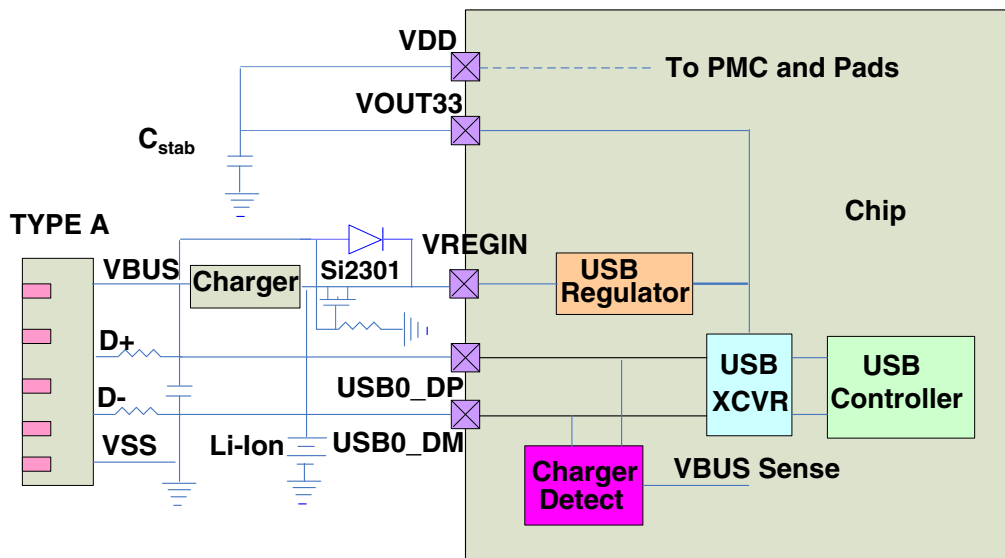 VDD
To PMC and Pads
VOUT33
C_stab
Chip
TYPE A
VREGIN
VBUS
Charger
Si2301
USB
Regulator
D+
USB0_DP
USB
XCVR
USB
Controller
D-
USB0_DM
VSS
Li-Ion
Charger
Detect
VBUS Sense